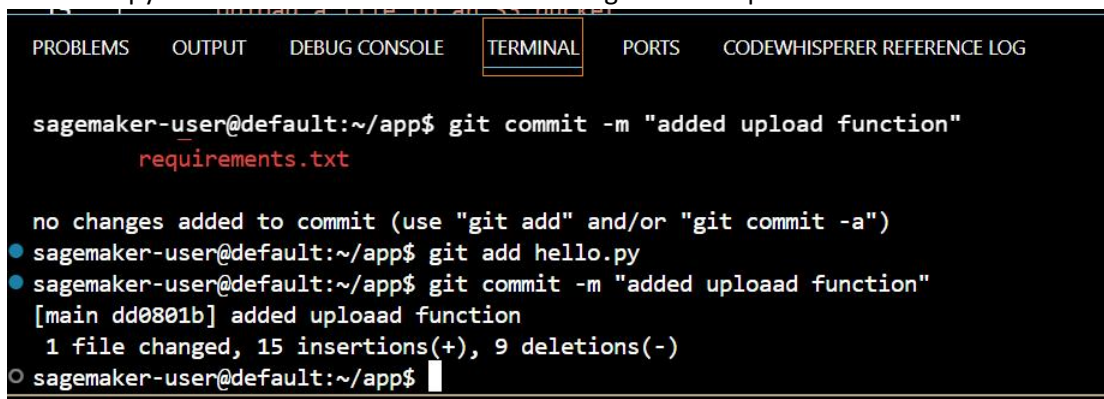 PROBLEMS OUTPUT DEBUG CONSOLE TERMINAL PORTS CODEWHISPERER REFERENCE LOG
sagemaker-user@default:~/app$ git commit -m "added upload function"
requirements.txt
no changes added to commit (use "git add" and/or "git commit -a")
sagemaker-user@default:~/app$ git add hello.py
sagemaker-user@default:~/app$ git commit -m "added uploaad function"
[main dd0801b] added uploaad function
1 file changed, 15 insertions(+), 9 deletions(-)
sagemaker-user@default:~/app$